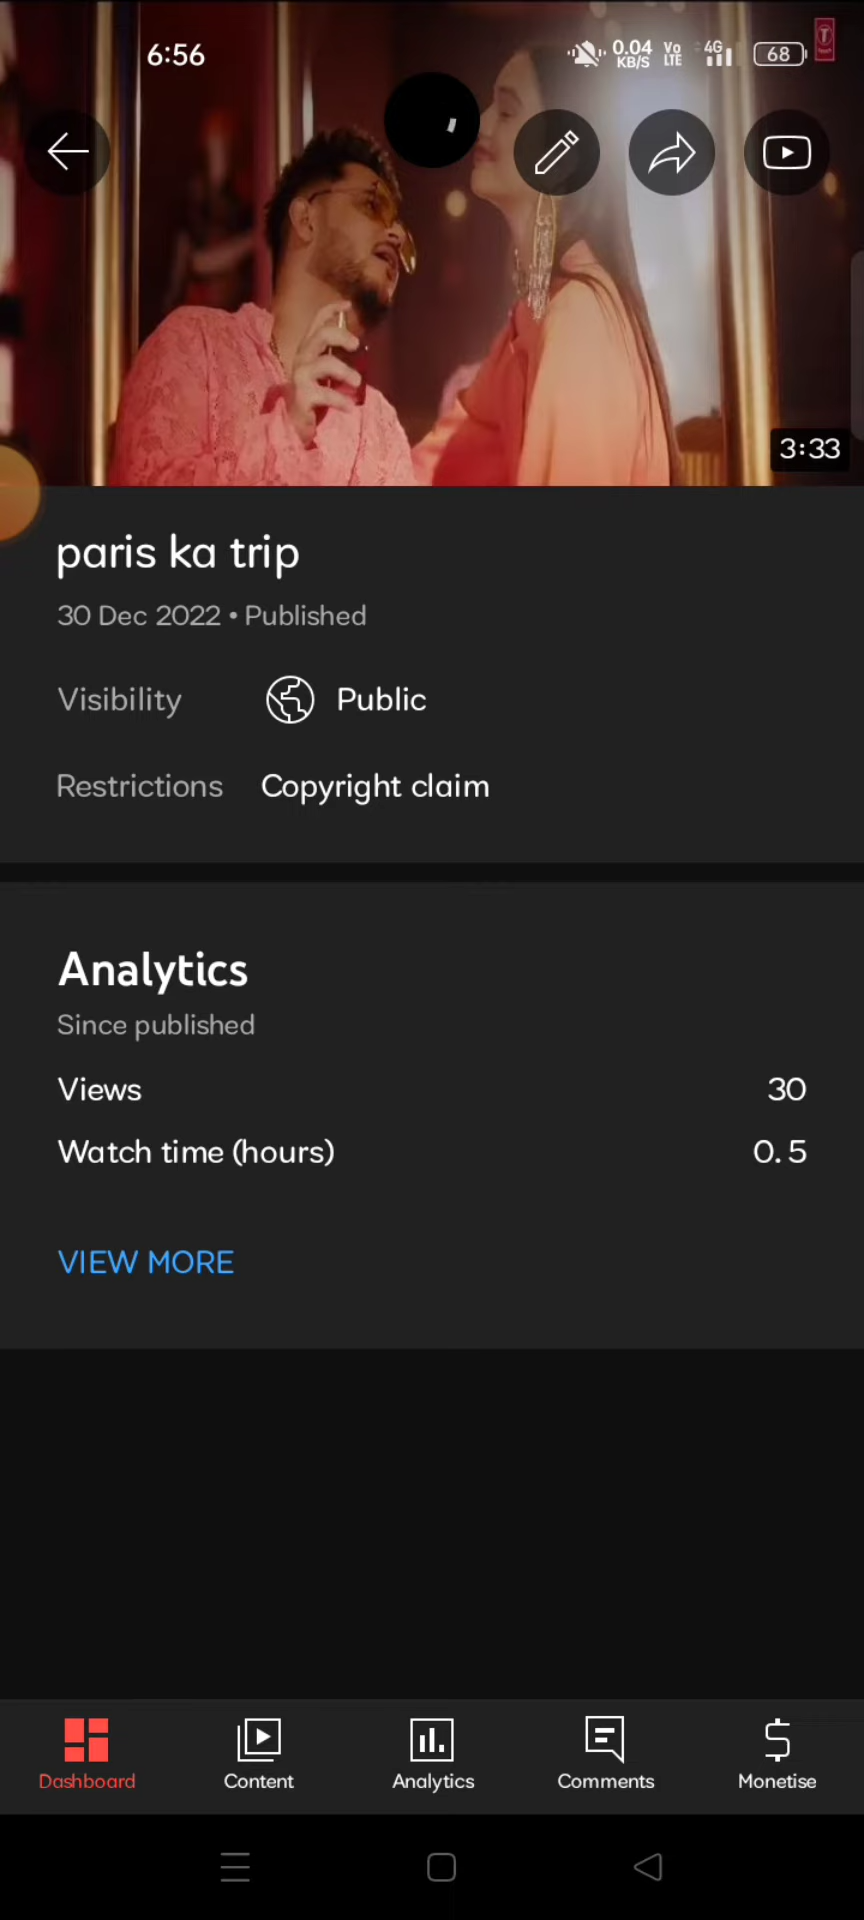 6:56
0.04
KB/S
Vo
LTE
4G
68
3:33
paris ka trip
30 Dec 2022 • Published
Visibility Public
Restrictions Copyright claim
Analytics
Since published
Views 30
Watch time (hours) 0.5
VIEW MORE
Dashboard Content Analytics Comments Monetise